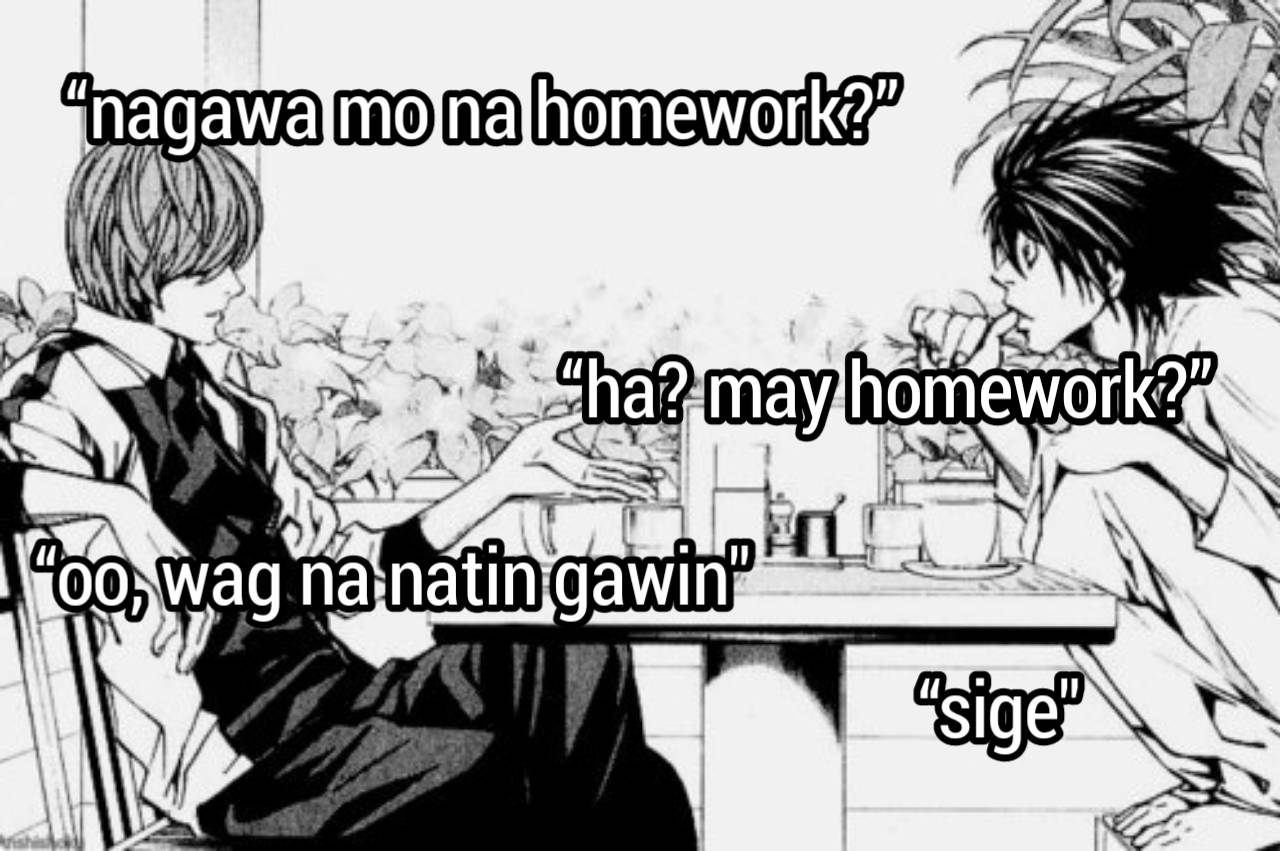 “nagawa mo na homework?”
“ha? may homework?”
“oo, wag na natin gawin"
“sige"